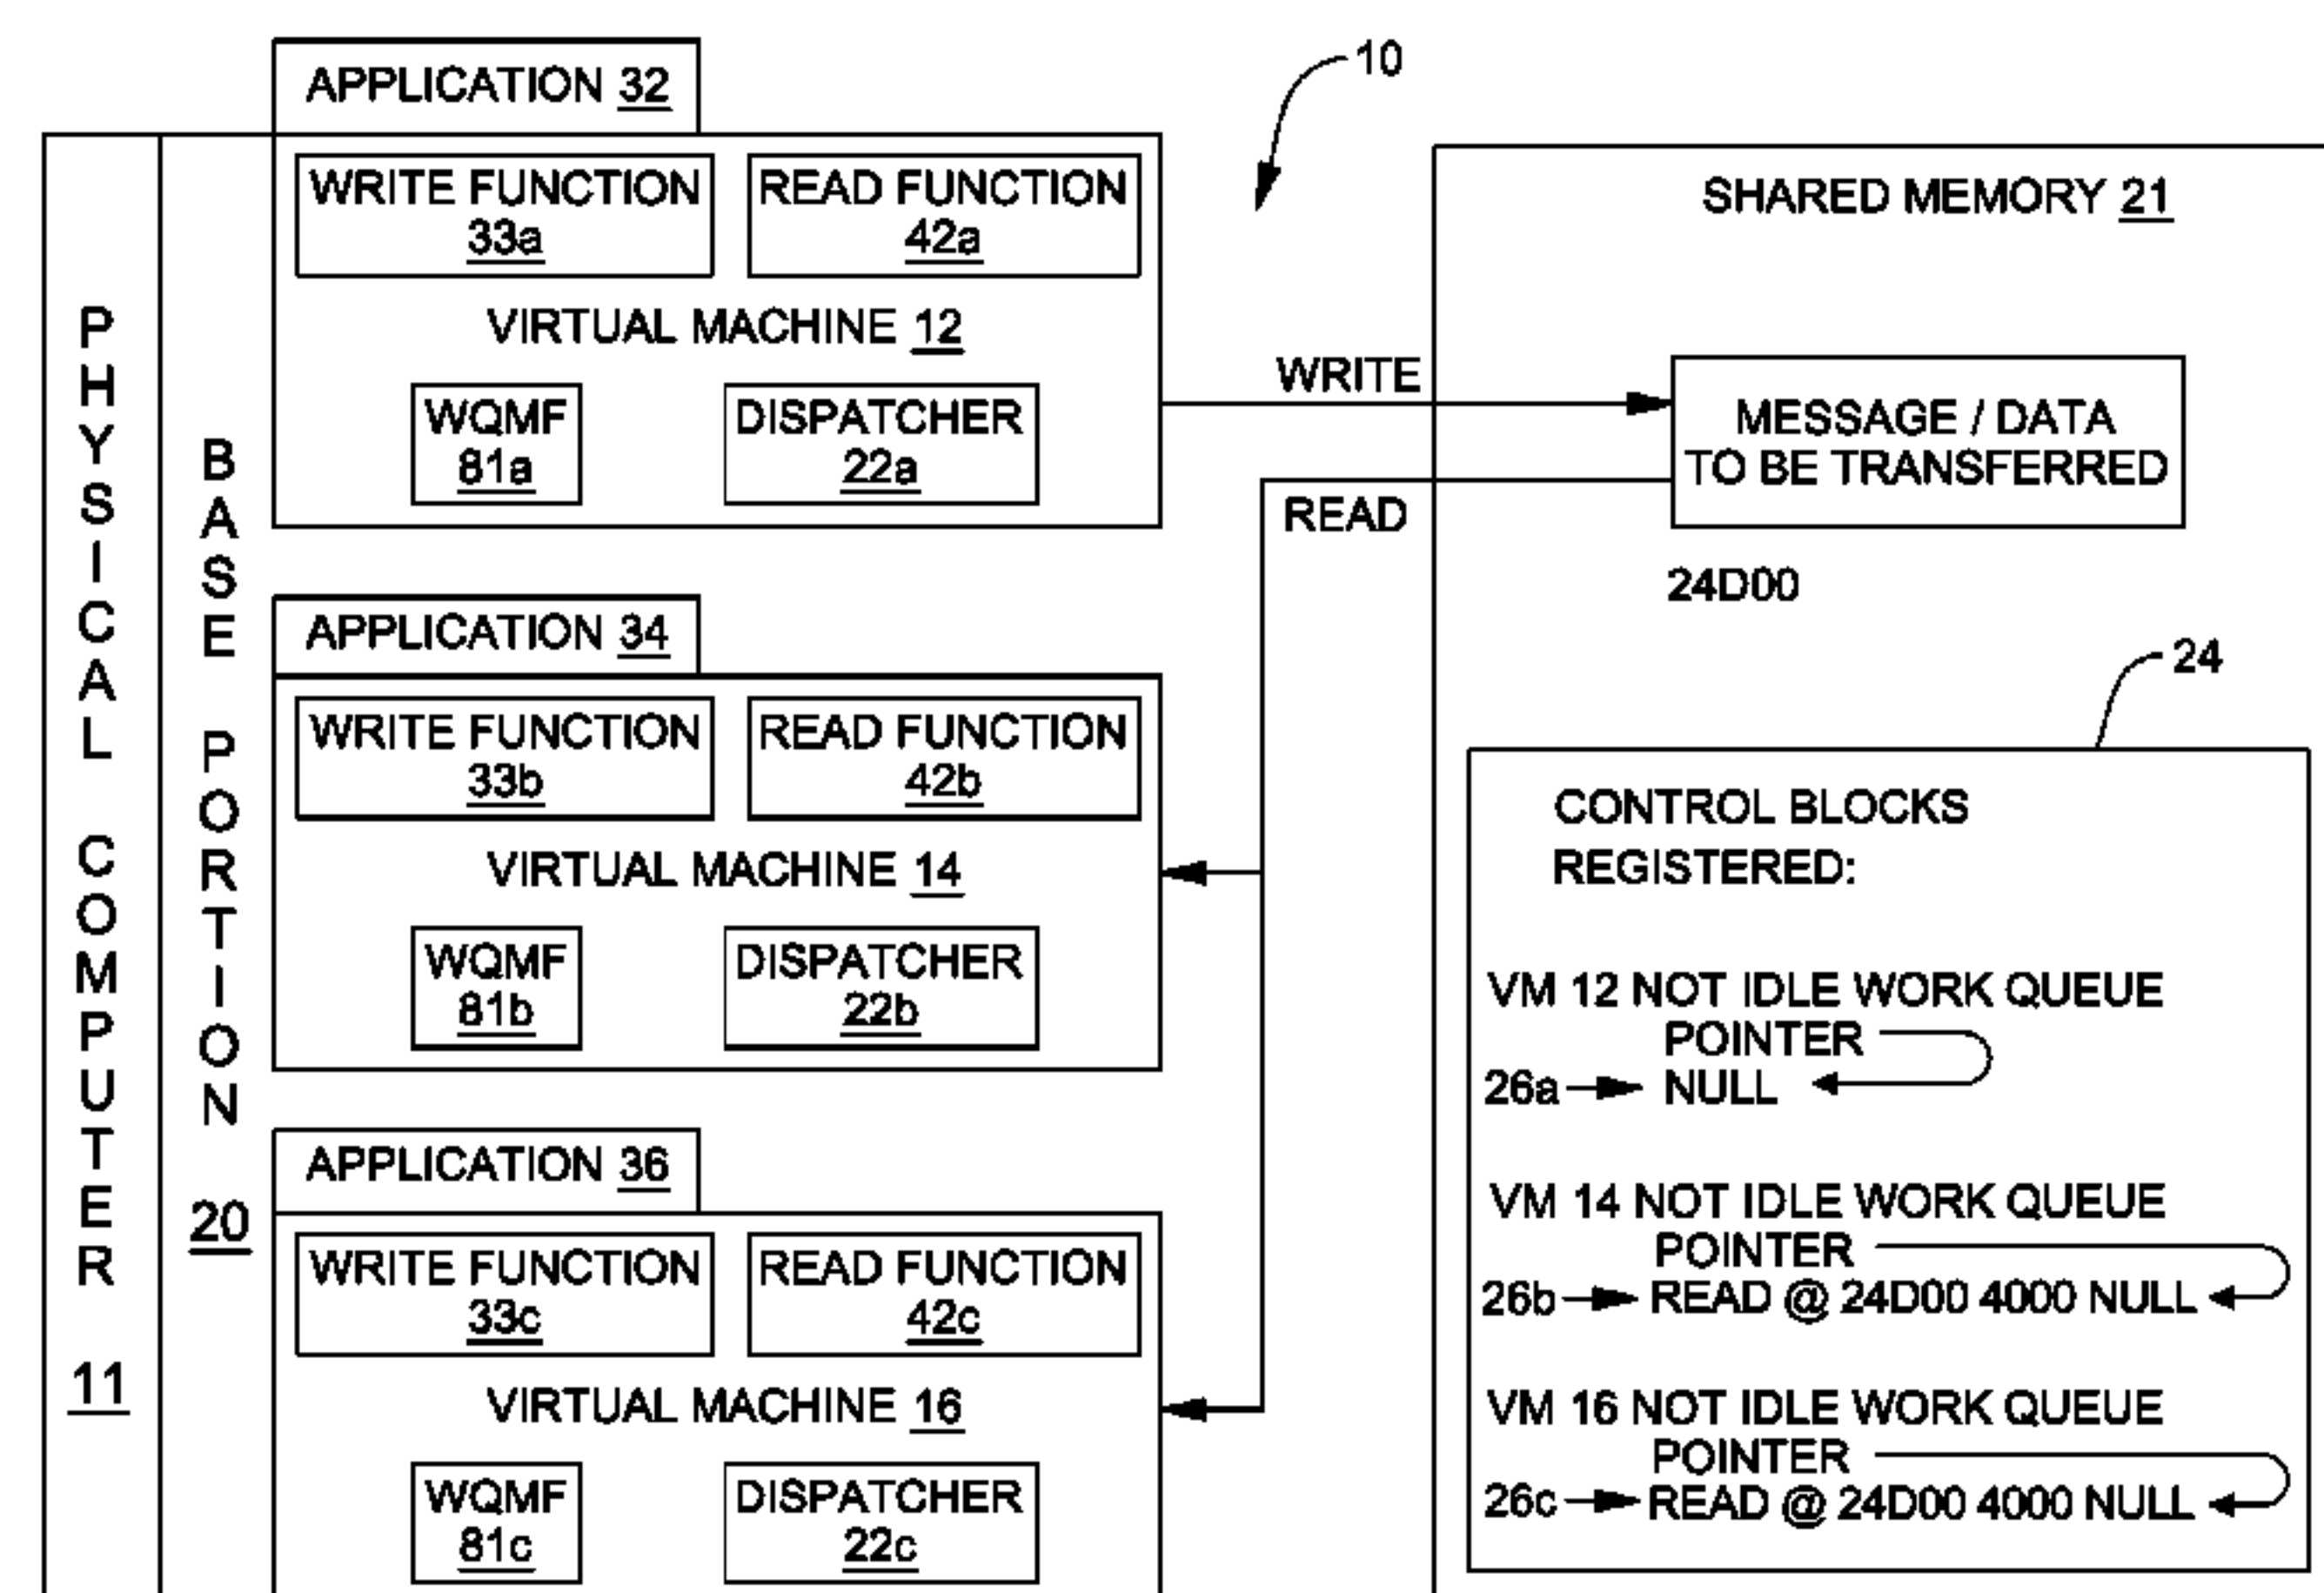 10
PHYSICAL COMPUTER
11
BASE PORTION
20
APPLICATION 32
WRITE FUNCTION
33a
READ FUNCTION
42a
VIRTUAL MACHINE 12
WQMF
81a
DISPATCHER
22a
APPLICATION 34
WRITE FUNCTION
33b
READ FUNCTION
42b
VIRTUAL MACHINE 14
WQMF
81b
DISPATCHER
22b
APPLICATION 36
WRITE FUNCTION
33c
READ FUNCTION
42c
VIRTUAL MACHINE 16
WQMF
81c
DISPATCHER
22c
WRITE
READ
SHARED MEMORY 21
MESSAGE / DATA
TO BE TRANSFERRED
24D00
24
CONTROL BLOCKS
REGISTERED:
VM 12 NOT IDLE WORK QUEUE
POINTER
26a NULL
VM 14 NOT IDLE WORK QUEUE
POINTER
26b READ @ 24D00 4000 NULL
VM 16 NOT IDLE WORK QUEUE
POINTER
26c READ @ 24D00 4000 NULL